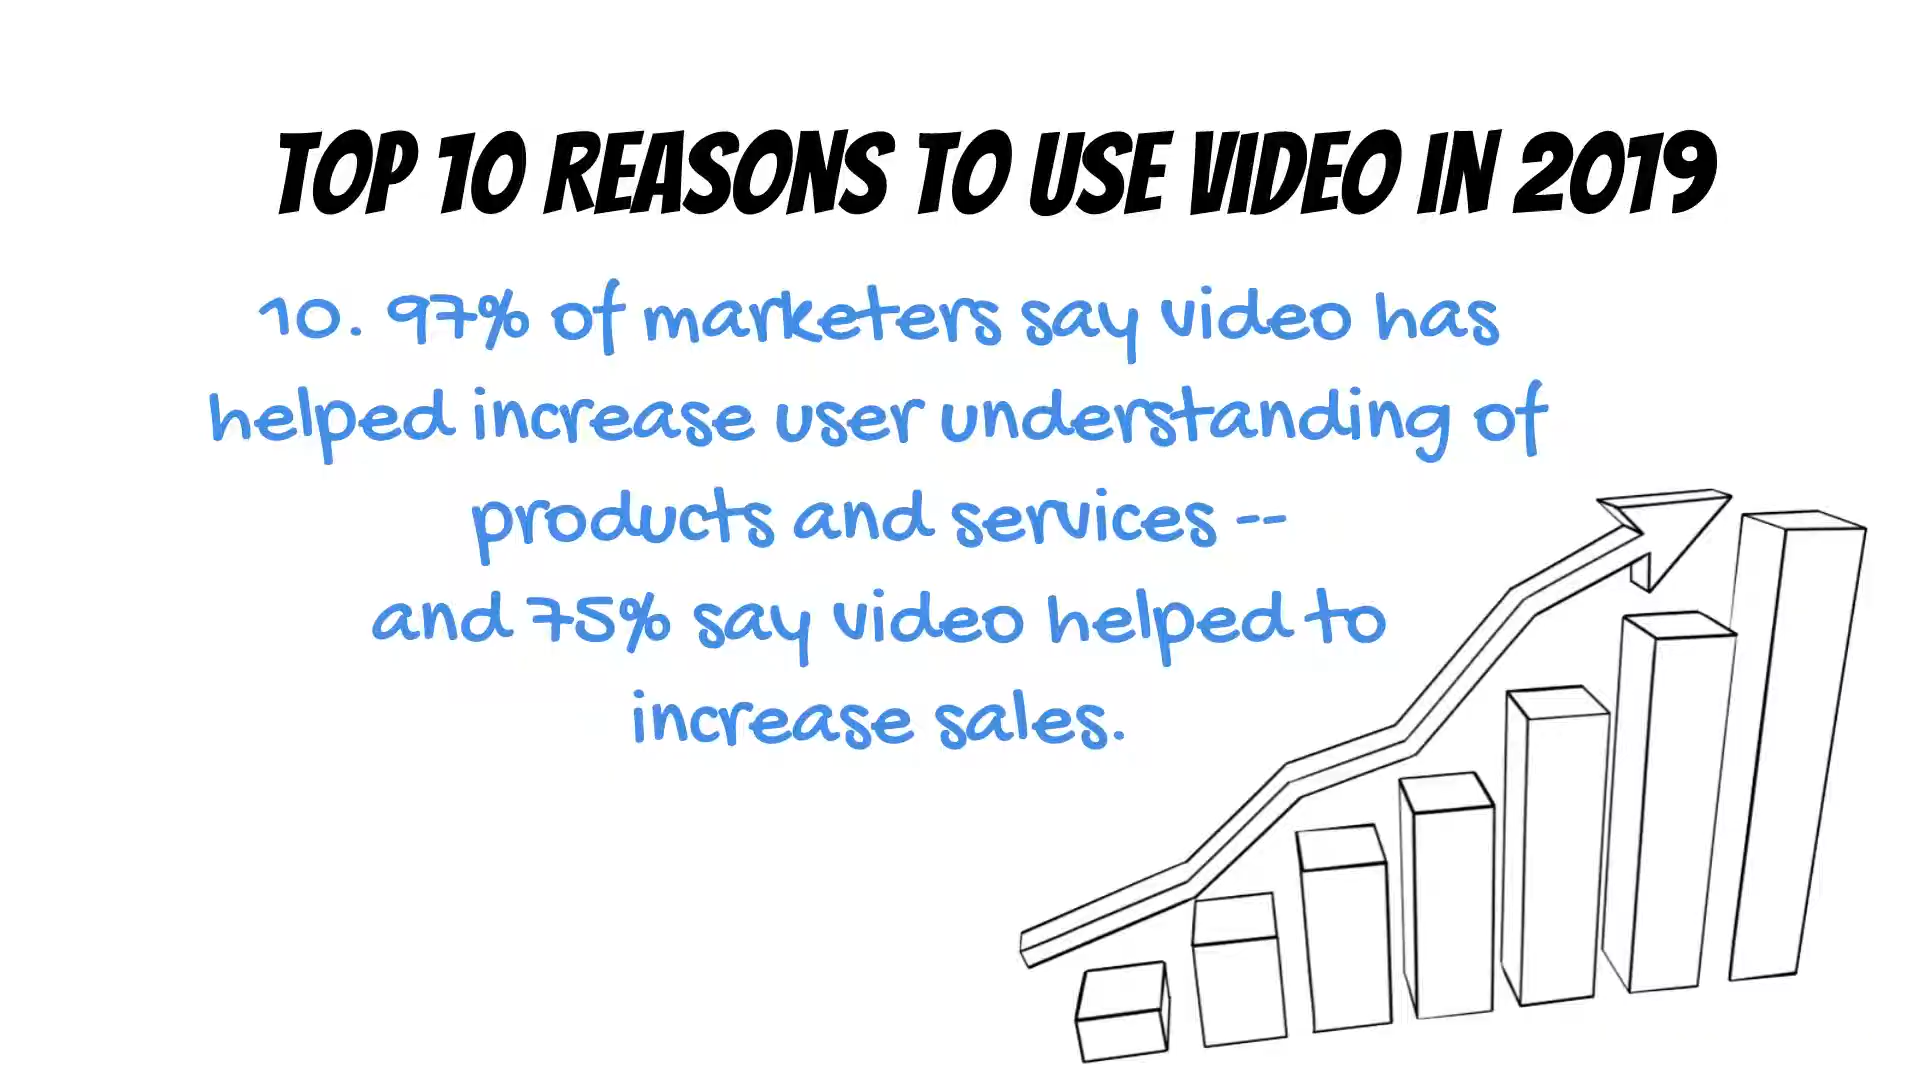 TOP 10 REASONS TO USE VIDEO IN 2019
10. 97% of marketers say video has
helped increase user understanding of
products and services --
and 75% say video helped to
increase sales.